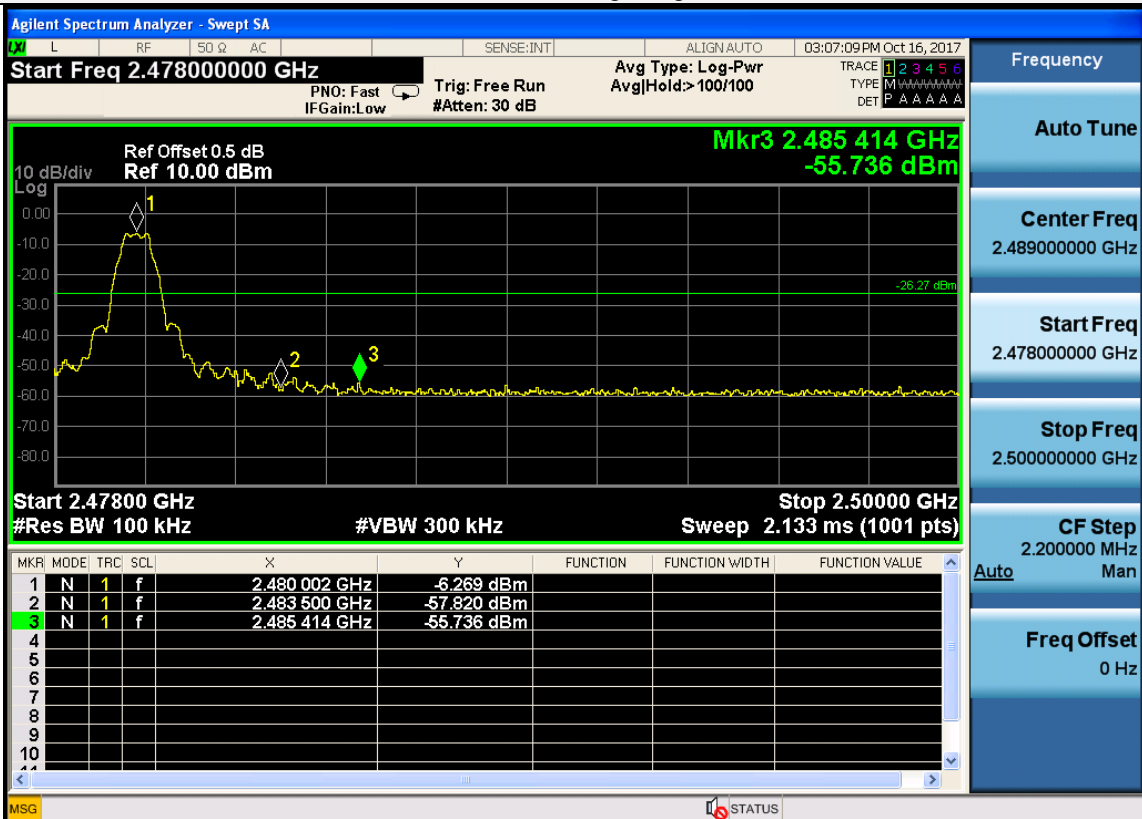 Agilent Spectrum Analyzer - Swept SA
LXI L RF 50 Ω AC SENSE:INT ALIGN AUTO 03:07:09 PM Oct 16, 2017
Start Freq 2.478000000 GHz
PNO: Fast
IFGain:Low
Trig: Free Run
#Atten: 30 dB
Avg Type: Log-Pwr
Avg|Hold:>100/100
TRACE 1 2 3 4 5 6
TYPE M
DET P A A A A A
Mkr3 2.485 414 GHz
-55.736 dBm
Ref Offset 0.5 dB
10 dB/div Ref 10.00 dBm
Log
0.00
-10.0
-20.0
-30.0
-40.0
-50.0
-60.0
-70.0
-80.0
1
2
3
-26.27 dBm
Start 2.47800 GHz Stop 2.50000 GHz
#Res BW 100 kHz #VBW 300 kHz Sweep 2.133 ms (1001 pts)
MKR MODE TRC SCL X Y FUNCTION FUNCTION WIDTH FUNCTION VALUE
1 N 1 f 2.480 002 GHz -6.269 dBm
2 N 1 f 2.483 500 GHz -57.820 dBm
3 N 1 f 2.485 414 GHz -55.736 dBm
4
5
6
7
8
9
10
MSG STATUS
Frequency
Auto Tune
Center Freq
2.489000000 GHz
Start Freq
2.478000000 GHz
Stop Freq
2.500000000 GHz
CF Step
2.200000 MHz
Auto Man
Freq Offset
0 Hz